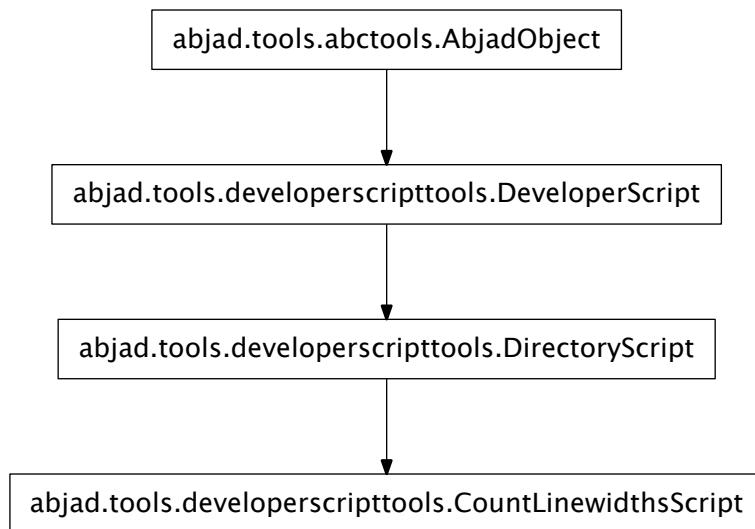 abjad.tools.abctools.AbjadObject
abjad.tools.developerscripttools.DeveloperScript
abjad.tools.developerscripttools.DirectoryScript
abjad.tools.developerscripttools.CountLinewidthsScript